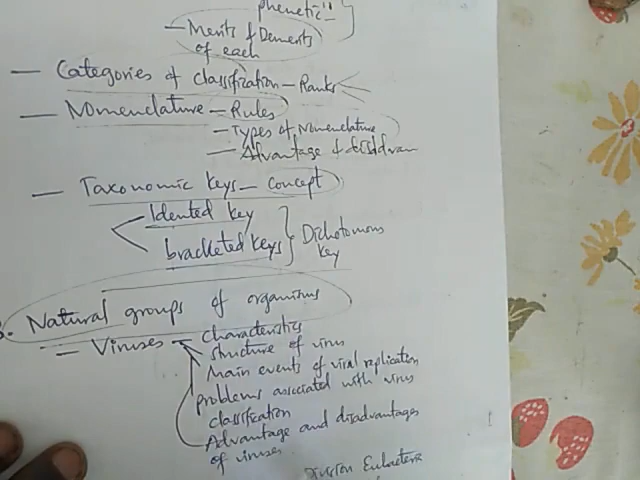 phenetic"
— Merits & Demerits
of each
— Categories of classification – Ranks
— Nomenclature – Rules
– Types of Nomenclature
— Advantage &
— Taxonomic keys – concept
Idented key
bracketed keys
Dichotomous
key
Natural groups of organisms
= Viruses – characteristics
structure of virus
Main events of viral replication
problems associated with virus
classification
Advantage and disadvantages
of viruses
Division Eubacteria